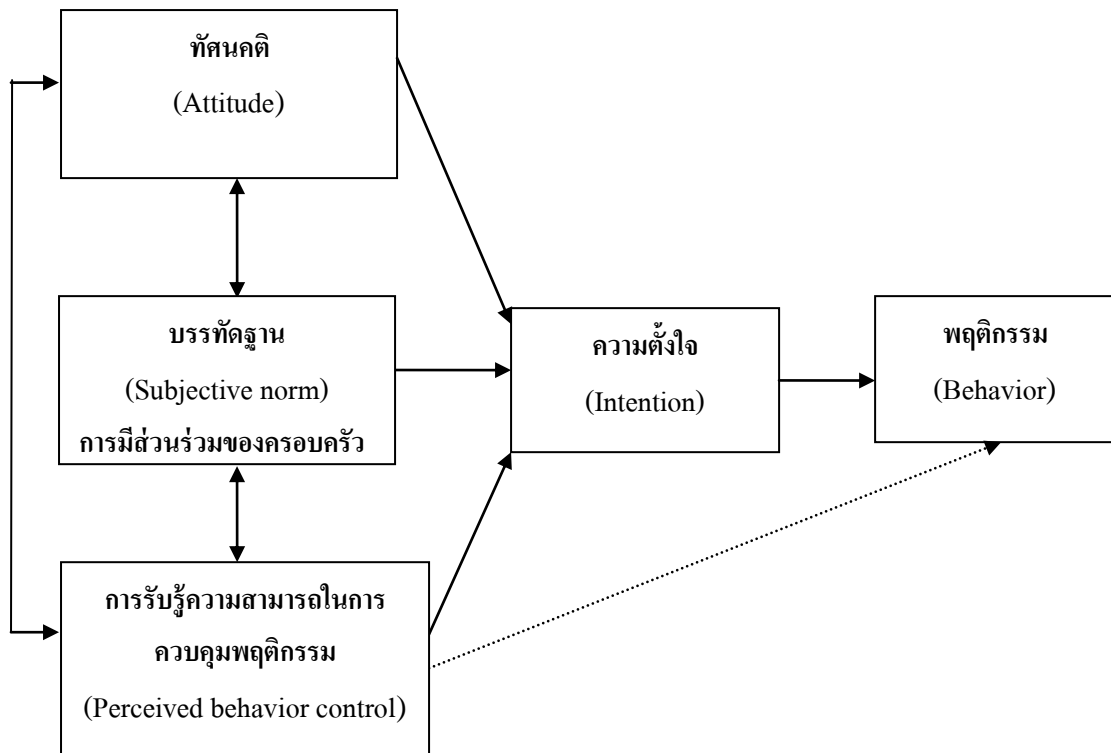 ทัศนคติ
(Attitude)
บรรทัดฐาน
(Subjective norm)
การมีส่วนร่วมของครอบครัว
การรับรู้ความสามารถในการ
ควบคุมพฤติกรรม
(Perceived behavior control)
ความตั้งใจ
(Intention)
พฤติกรรม
(Behavior)